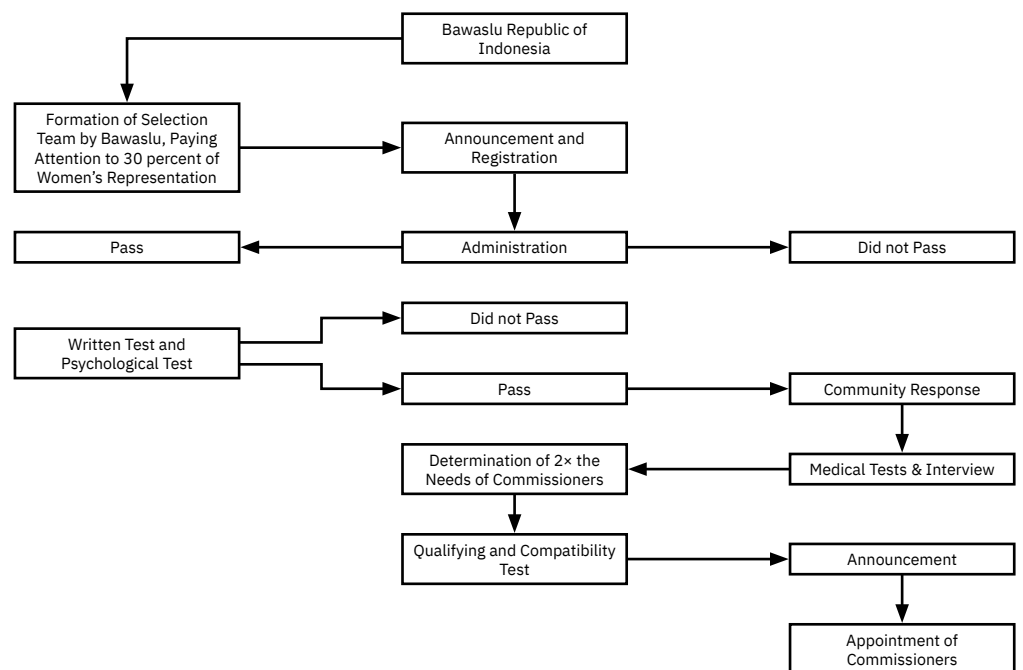 Bawaslu Republic of
Indonesia
Formation of Selection
Team by Bawaslu, Paying
Attention to 30 percent of
Women’s Representation
Announcement and
Registration
Pass
Administration
Did not Pass
Did not Pass
Written Test and
Psychological Test
Pass
Community Response
Determination of 2× the
Needs of Commissioners
Medical Tests & Interview
Qualifying and Compatibility
Test
Announcement
Appointment of
Commissioners